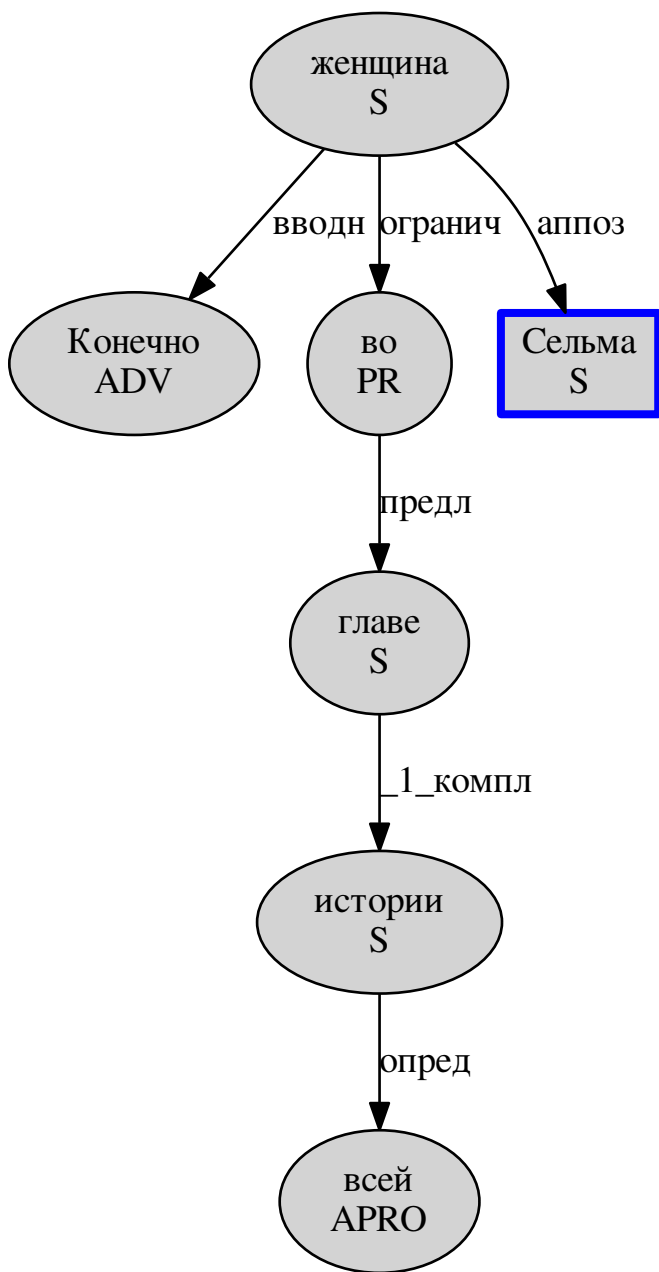 женщина
S
вводн
огранич
аппоз
Конечно
ADV
во
PR
Сельма
S
предл
главе
S
_1_компл
истории
S
опред
всей
APRO